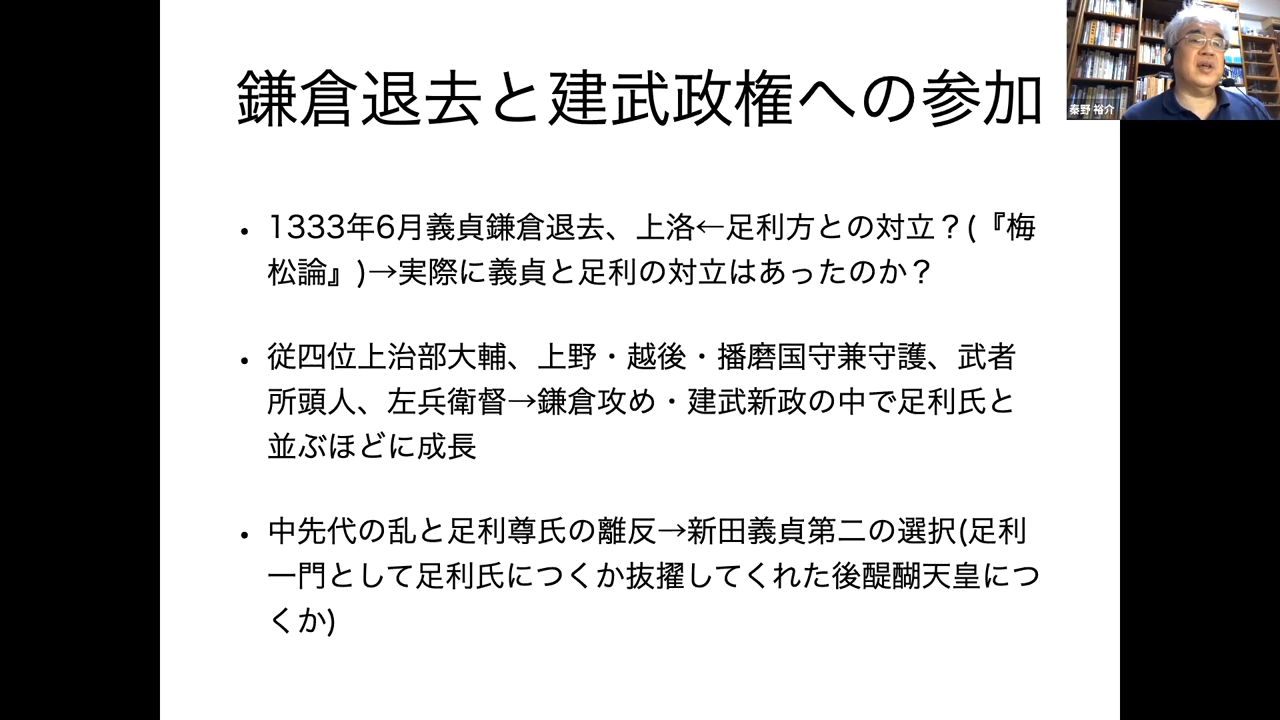 鎌倉退去と建武政権への参加
秦野 裕介
• 1333年6月義貞鎌倉退去、上洛←足利方との対立？(『梅
松論』)→実際に義貞と足利の対立はあったのか？
• 従四位上治部大輔、上野・越後・播磨国守兼守護、武者
所頭人、左兵衛督→鎌倉攻め・建武新政の中で足利氏と
並ぶほどに成長
• 中先代の乱と足利尊氏の離反→新田義貞第二の選択(足利
一門として足利氏につくか抜擢してくれた後醍醐天皇につ
くか)